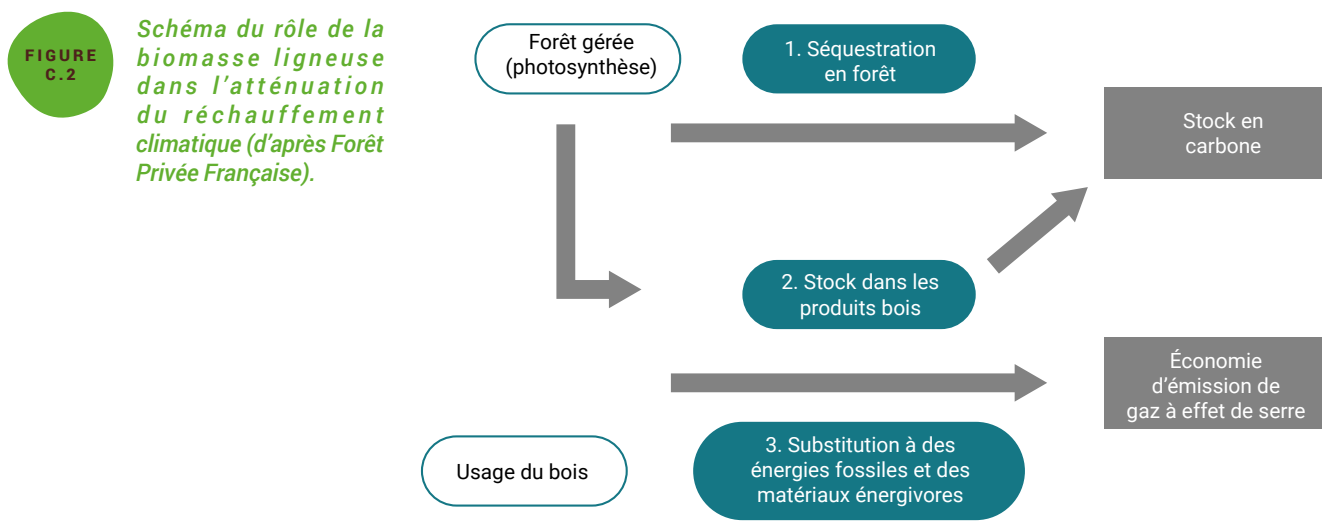 FIGURE
C.2
Schéma du rôle de la
biomasse ligneuse
dans l’atténuation
du réchauffement
climatique (d’après Forêt
Privée Française).
Forêt gérée
(photosynthèse)
1. Séquestration
en forêt
Stock en
carbone
2. Stock dans les
produits bois
Économie
d’émission de
gaz à effet de serre
Usage du bois
3. Substitution à des
énergies fossiles et des
matériaux énergivores